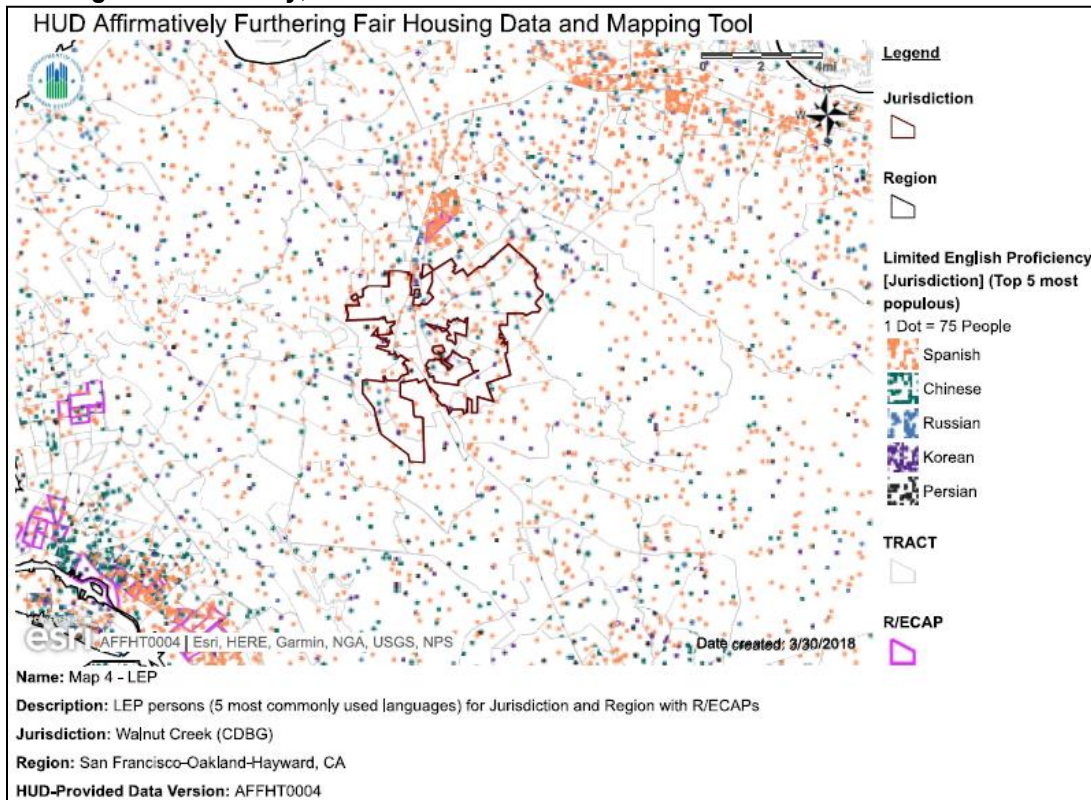 HUD Affirmatively Furthering Fair Housing Data and Mapping Tool
0 2 4mi
N
W E
S
Legend
Jurisdiction
Region
Limited English Proficiency
[Jurisdiction] (Top 5 most
populous)
1 Dot = 75 People
Spanish
Chinese
Russian
Korean
Persian
TRACT
R/ECAP
esri AFFHT0004 | Esri, HERE, Garmin, NGA, USGS, NPS
Date created: 3/30/2018
Name: Map 4 - LEP
Description: LEP persons (5 most commonly used languages) for Jurisdiction and Region with R/ECAPs
Jurisdiction: Walnut Creek (CDBG)
Region: San Francisco-Oakland-Hayward, CA
HUD-Provided Data Version: AFFHT0004